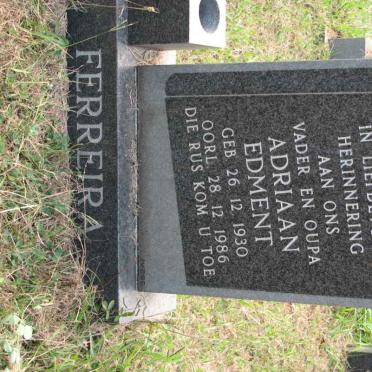 IN LIEFDE
HERINNERING
AAN ONS
VADER EN OUPA
ADRIAAN
EDMENT
GEB 26. 12. 1930
OORL. 28. 12. 1986
DIE RUS KOM U TOE
FERREIRA